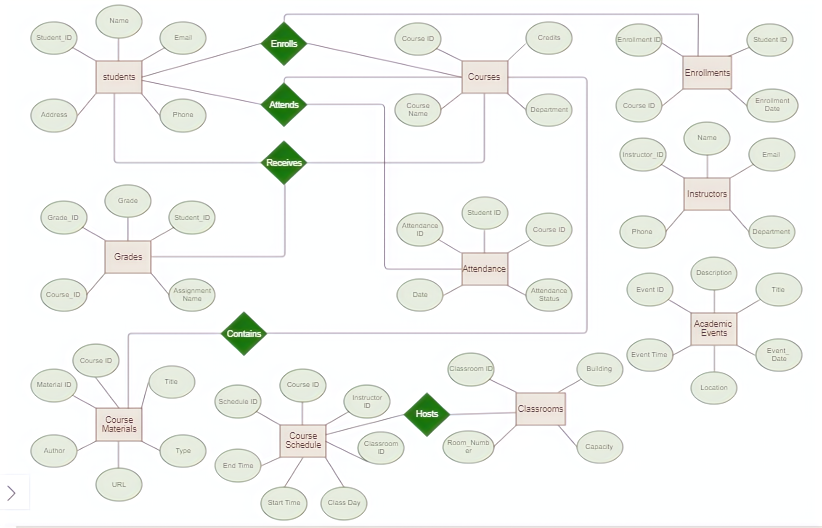 Name
Student_ID
Email
students
Address
Phone
Enrolls
Attends
Receives
Course ID
Credits
Courses
Course
Name
Department
Enrollment ID
Student ID
Enrollments
Course ID
Enrollment
Date
Name
Instructor_ID
Email
Instructors
Phone
Department
Grade
Grade_ID
Student_ID
Grades
Course_ID
Assignment
Name
Student ID
Attendance
ID
Course ID
Attendance
Date
Attendance
Status
Description
Event ID
Title
Academic
Events
Event Time
Event_
Date
Location
Contains
Course ID
Material ID
Title
Course
Materials
Author
Type
URL
Course ID
Schedule ID
Instructor
ID
Course
Schedule
Classroom
ID
End Time
Start Time
Class Day
Hosts
Classroom ID
Building
Classrooms
Room_Numb
er
Capacity